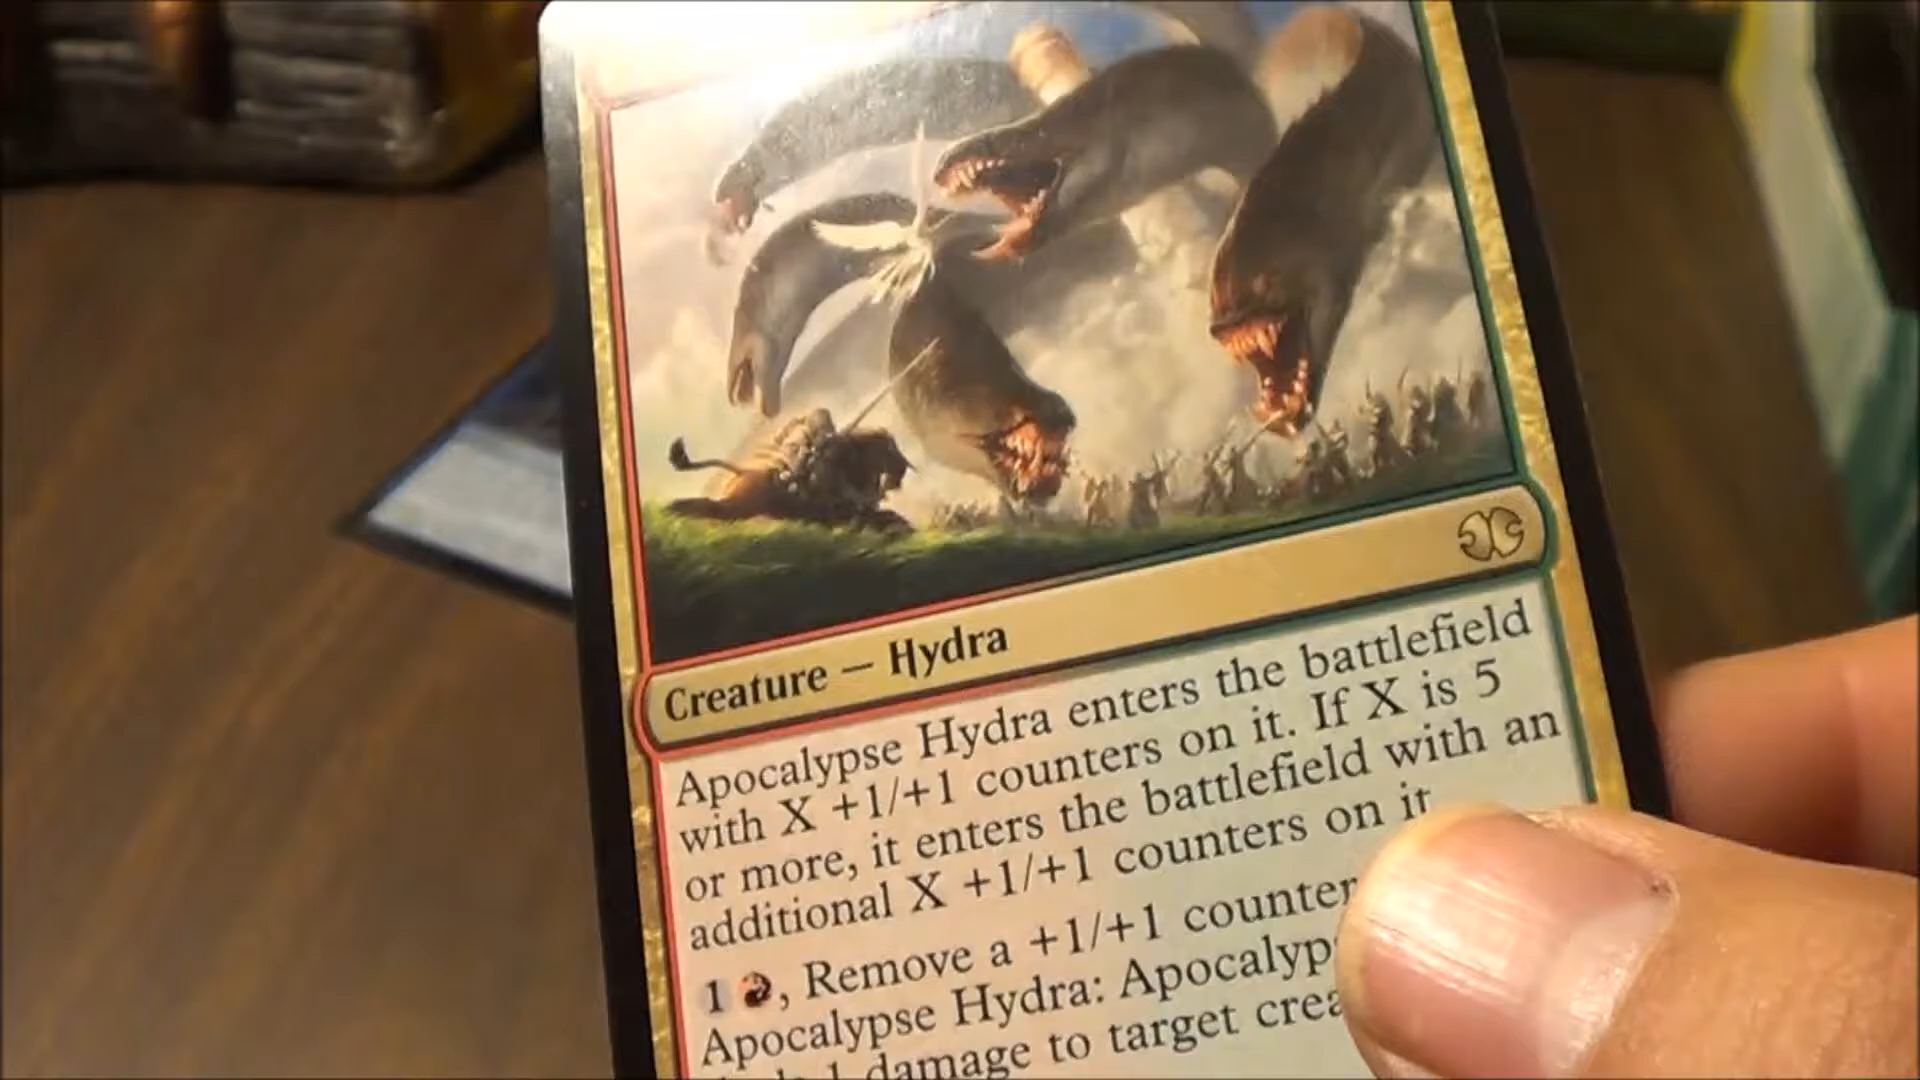 Creature — Hydra
Apocalypse Hydra enters the battlefield
with X +1/+1 counters on it. If X is 5
or more, it enters the battlefield with an
additional X +1/+1 counters on it
1 , Remove a +1/+1 counter
Apocalypse Hydra: Apocalyp
1 damage to target crea